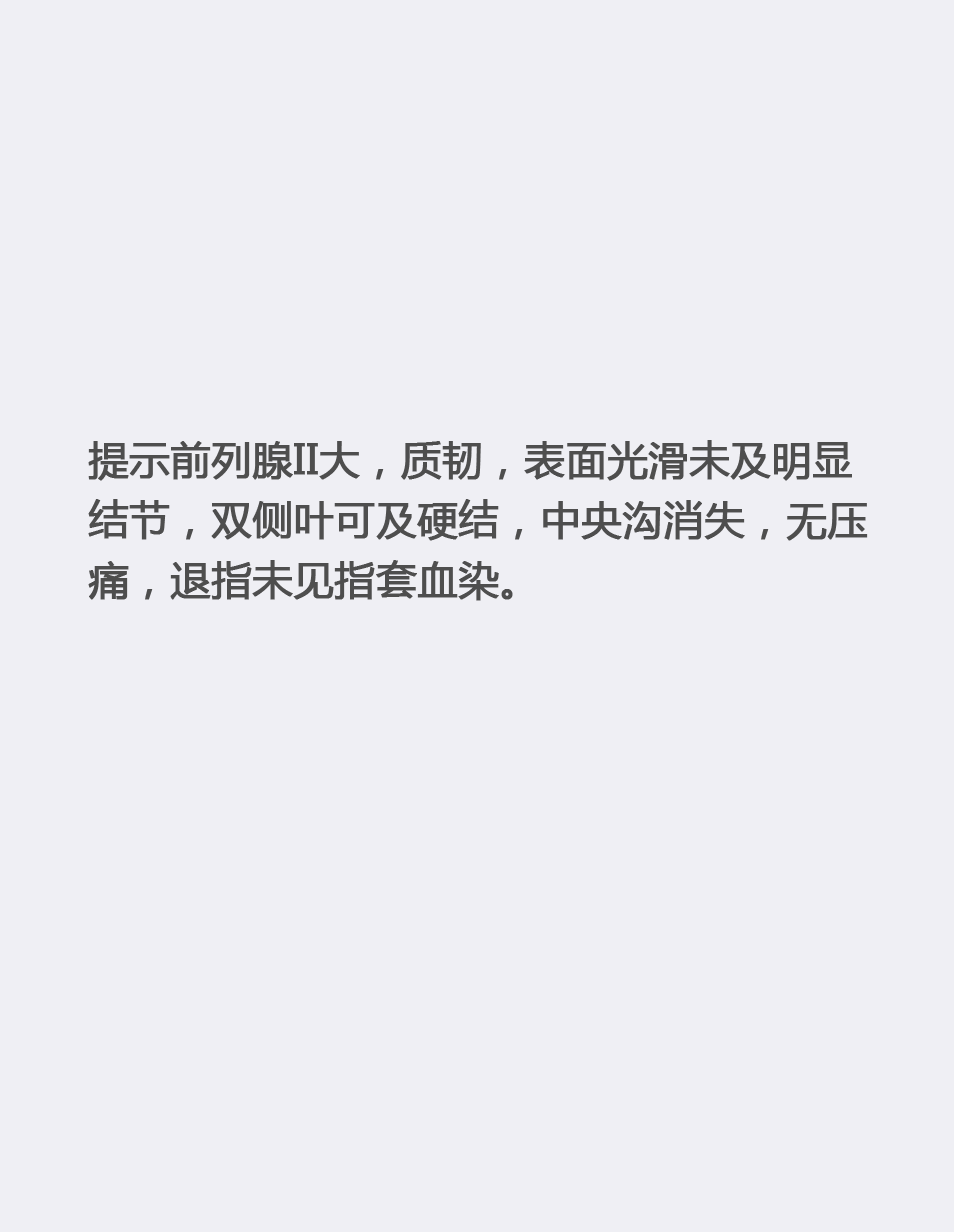 提示前列腺II大，质韧，表面光滑未及明显
结节，双侧叶可及硬结，中央沟消失，无压
痛，退指未见指套血染。